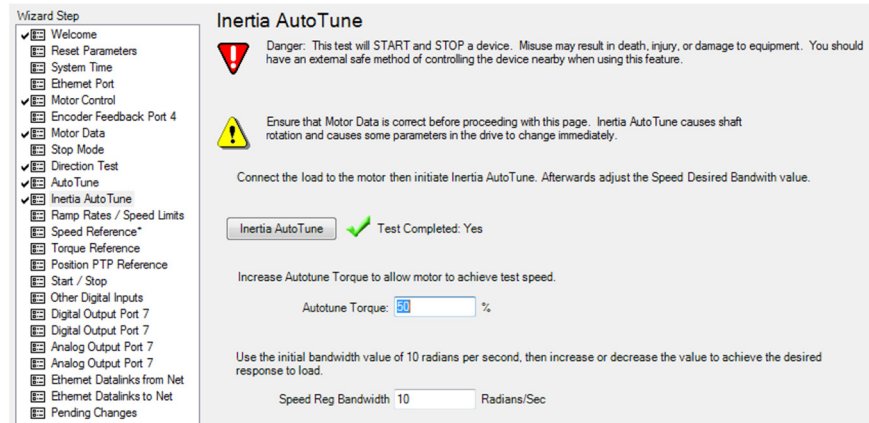 Wizard Step
Welcome
Reset Parameters
System Time
Ethernet Port
Motor Control
Encoder Feedback Port 4
Motor Data
Stop Mode
Direction Test
AutoTune
Inertia AutoTune
Ramp Rates / Speed Limits
Speed Reference*
Torque Reference
Position PTP Reference
Start / Stop
Other Digital Inputs
Digital Output Port 7
Digital Output Port 7
Analog Output Port 7
Analog Output Port 7
Ethernet Datalinks from Net
Ethernet Datalinks to Net
Pending Changes
Inertia AutoTune
Danger: This test will START and STOP a device. Misuse may result in death, injury, or damage to equipment. You should
have an external safe method of controlling the device nearby when using this feature.
Ensure that Motor Data is correct before proceeding with this page. Inertia AutoTune causes shaft
rotation and causes some parameters in the drive to change immediately.
Connect the load to the motor then initiate Inertia AutoTune. Afterwards adjust the Speed Desired Bandwith value.
Inertia AutoTune Test Completed: Yes
Increase Autotune Torque to allow motor to achieve test speed.
Autotune Torque: 50 %
Use the initial bandwidth value of 10 radians per second, then increase or decrease the value to achieve the desired
response to load.
Speed Reg Bandwidth 10 Radians/Sec